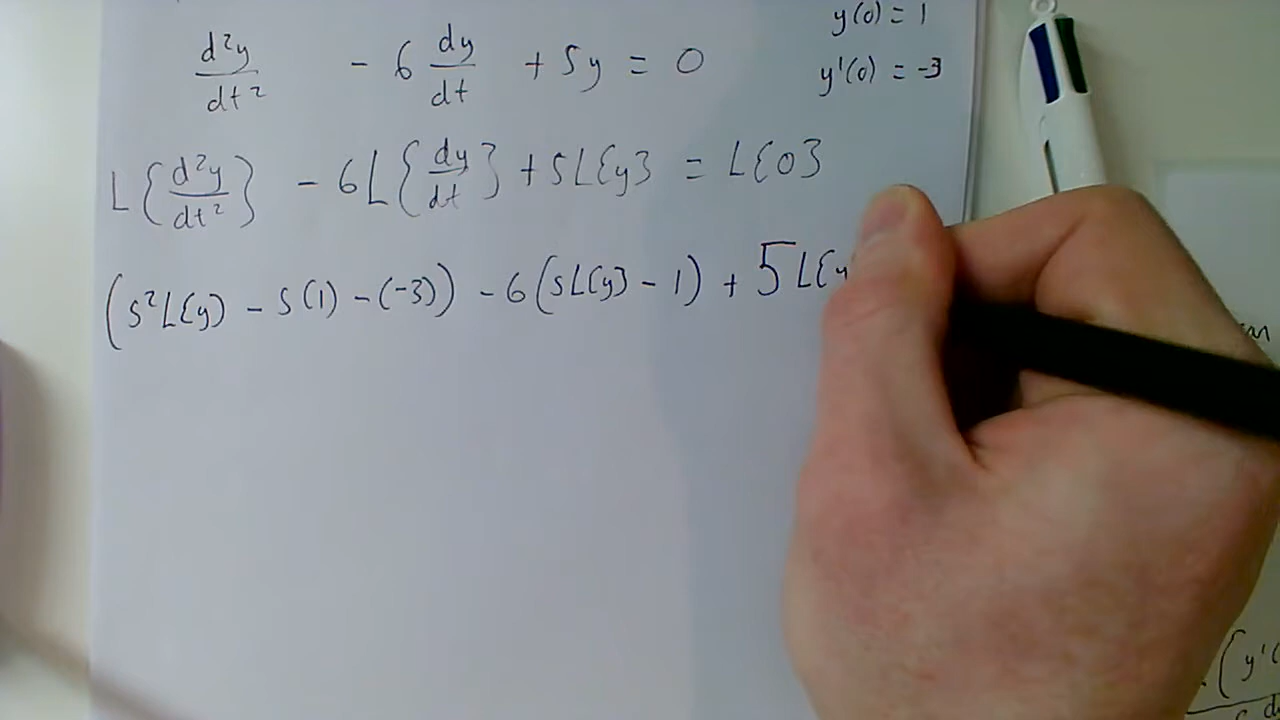 y(0) = 1
d²y/dt² - 6 dy/dt + 5y = 0
y'(0) = -3
L{d²y/dt²} - 6L{dy/dt} + 5L{y} = L{0}
(s²L{y} - s(1) - (-3)) - 6(sL{y} - 1) + 5L{y